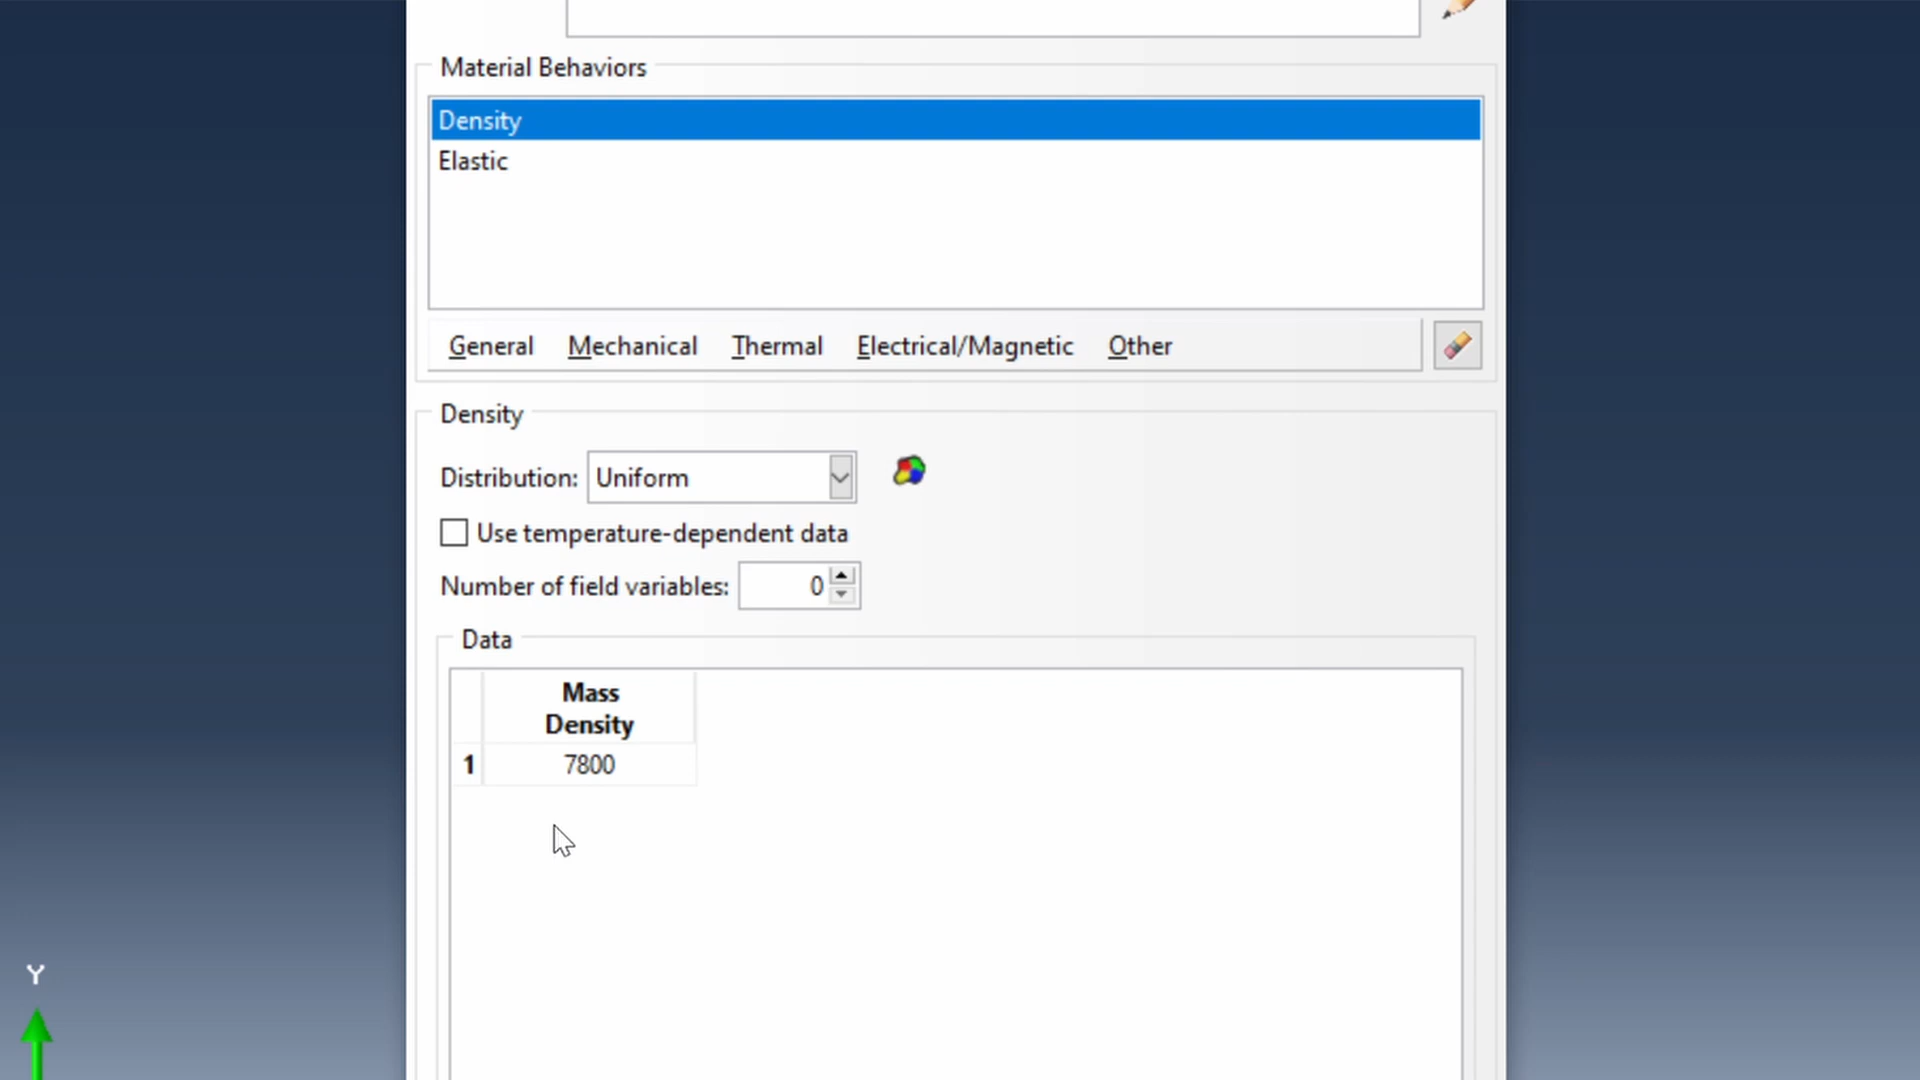 Material Behaviors
Density
Elastic
General Mechanical Thermal Electrical/Magnetic Other
Density
Distribution: Uniform
Use temperature-dependent data
Number of field variables: 0
Data
Mass
Density
1 7800
Y